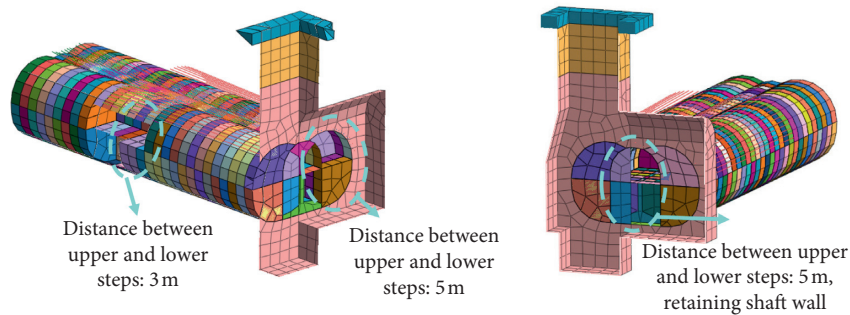 Distance between
upper and lower
steps: 3 m
Distance between
upper and lower
steps: 5 m
Distance between upper
and lower steps: 5 m,
retaining shaft wall